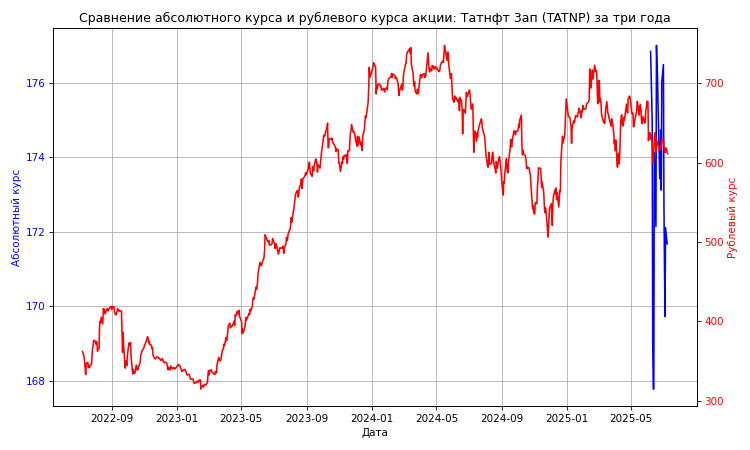 Сравнение абсолютного курса и рублевого курса акции: Татнфт 3ап (TATNP) за три года
176
174
172
170
168
Абсолютный курс
700
600
500
400
300
Рублевый курс
2022-09 2023-01 2023-05 2023-09 2024-01 2024-05 2024-09 2025-01 2025-05
Дата